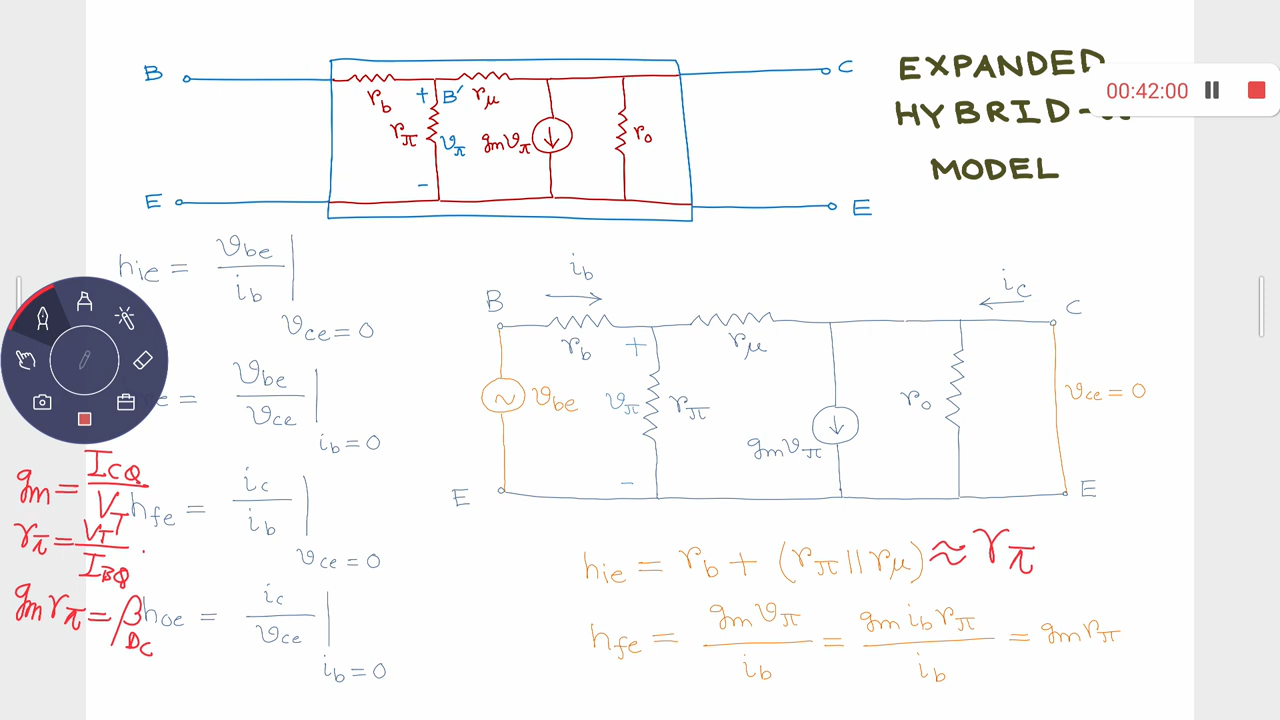 EXPANDED
HYBRID-π
MODEL
00:42:00
B
C
r_b
+ B′ r_μ
r_π v_π g_m v_π r_o
-
E
E
h_ie = v_be / i_b | v_ce = 0
= v_be / v_ce | i_b = 0
h_fe = i_c / i_b | v_ce = 0
h_oe = i_c / v_ce | i_b = 0
g_m = I_CQ / V_T
r_π = V_T / I_BQ
g_m r_π = β_DC
i_b
i_c
B
C
r_b + r_μ
v_be v_π r_π r_o v_ce = 0
g_m v_π
-
E
E
h_ie = r_b + (r_π || r_μ) ≈ r_π
h_fe = g_m v_π / i_b = g_m i_b r_π / i_b = g_m r_π